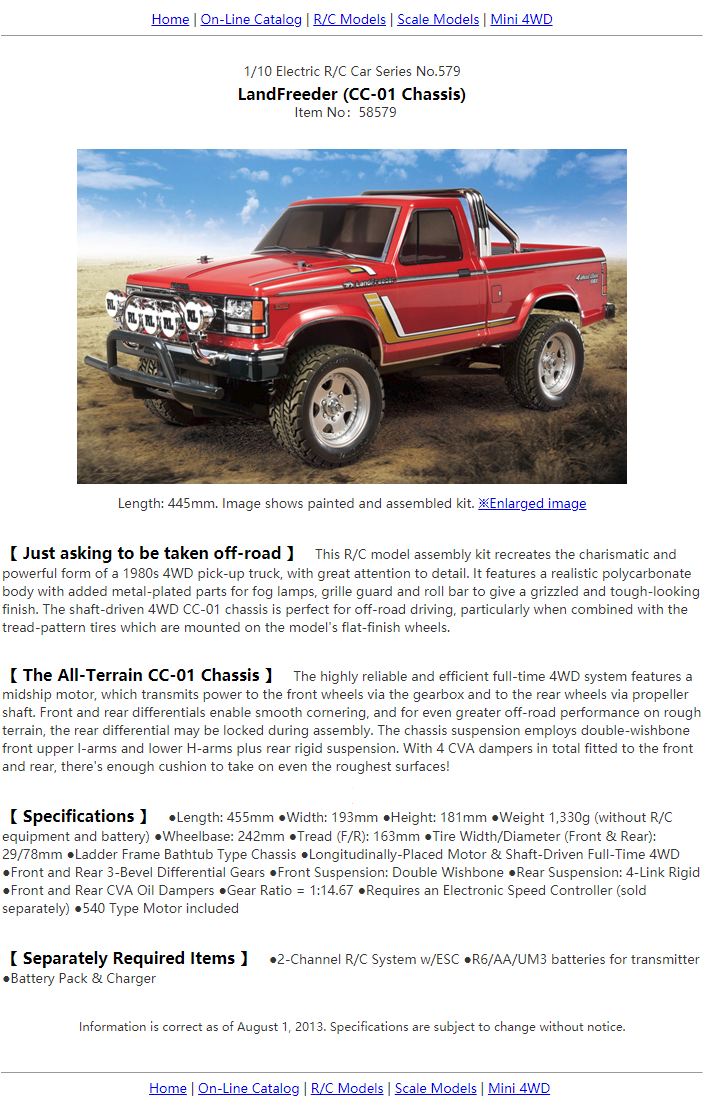 Home | On-Line Catalog | R/C Models | Scale Models | Mini 4WD
1/10 Electric R/C Car Series No.579
LandFreeder (CC-01 Chassis)
Item No： 58579
RL RL RL RL
LandFreeder
Length: 445mm. Image shows painted and assembled kit. ※Enlarged image
【 Just asking to be taken off-road 】 This R/C model assembly kit recreates the charismatic and
powerful form of a 1980s 4WD pick-up truck, with great attention to detail. It features a realistic polycarbonate
body with added metal-plated parts for fog lamps, grille guard and roll bar to give a grizzled and tough-looking
finish. The shaft-driven 4WD CC-01 chassis is perfect for off-road driving, particularly when combined with the
tread-pattern tires which are mounted on the model's flat-finish wheels.
【 The All-Terrain CC-01 Chassis 】 The highly reliable and efficient full-time 4WD system features a
midship motor, which transmits power to the front wheels via the gearbox and to the rear wheels via propeller
shaft. Front and rear differentials enable smooth cornering, and for even greater off-road performance on rough
terrain, the rear differential may be locked during assembly. The chassis suspension employs double-wishbone
front upper I-arms and lower H-arms plus rear rigid suspension. With 4 CVA dampers in total fitted to the front
and rear, there's enough cushion to take on even the roughest surfaces!
【 Specifications 】 ●Length: 455mm ●Width: 193mm ●Height: 181mm ●Weight 1,330g (without R/C
equipment and battery) ●Wheelbase: 242mm ●Tread (F/R): 163mm ●Tire Width/Diameter (Front & Rear):
29/78mm ●Ladder Frame Bathtub Type Chassis ●Longitudinally-Placed Motor & Shaft-Driven Full-Time 4WD
●Front and Rear 3-Bevel Differential Gears ●Front Suspension: Double Wishbone ●Rear Suspension: 4-Link Rigid
●Front and Rear CVA Oil Dampers ●Gear Ratio = 1:14.67 ●Requires an Electronic Speed Controller (sold
separately) ●540 Type Motor included
【 Separately Required Items 】 ●2-Channel R/C System w/ESC ●R6/AA/UM3 batteries for transmitter
●Battery Pack & Charger
Information is correct as of August 1, 2013. Specifications are subject to change without notice.
Home | On-Line Catalog | R/C Models | Scale Models | Mini 4WD